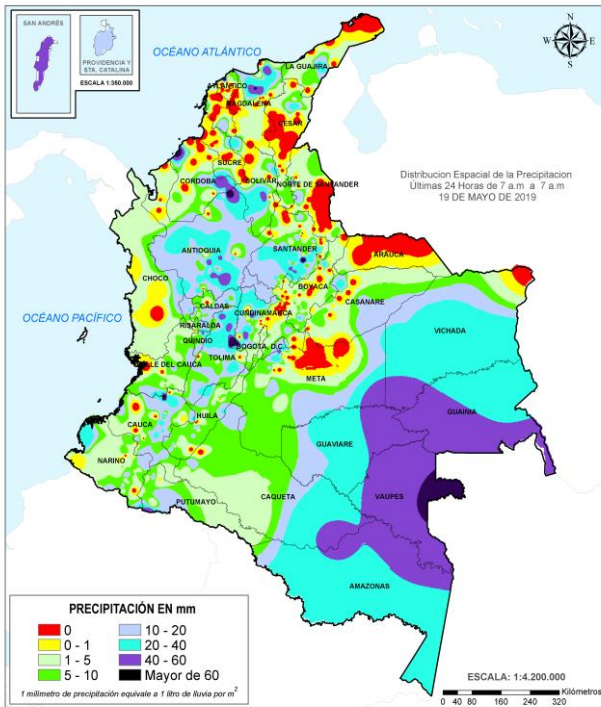 SAN ANDRÉS
PROVIDENCIA Y
STA. CATALINA
ESCALA 1:350.000
OCÉANO ATLÁNTICO
N
W E
S
LA GUAJIRA
ATLANTICO
MAGDALENA
CESAR
SUCRE
CORDOBA
BOLIVAR
NORTE DE SANTANDER
Distribucion Espacial de la Precipitacion
Últimas 24 Horas de 7 a.m a 7 a.m
19 DE MAYO DE 2019
ANTIOQUIA
SANTANDER
ARAUCA
CHOCO
BOYACA
CASANARE
OCÉANO PACÍFICO
CALDAS
CUNDINAMARCA
VICHADA
RISARALDA
QUINDIO
BOGOTA, D.C.
TOLIMA
VALLE DEL CAUCA
META
GUAINIA
CAUCA
HUILA
GUAVIARE
NARIÑO
VAUPES
CAQUETA
PUTUMAYO
AMAZONAS
PRECIPITACIÓN EN mm
0
0 - 1
1 - 5
5 - 10
10 - 20
20 - 40
40 - 60
Mayor de 60
1 milímetro de precipitación equivale a 1 litro de lluvia por m²
ESCALA: 1:4.200.000
Kilómetros
0 40 80 160 240 320